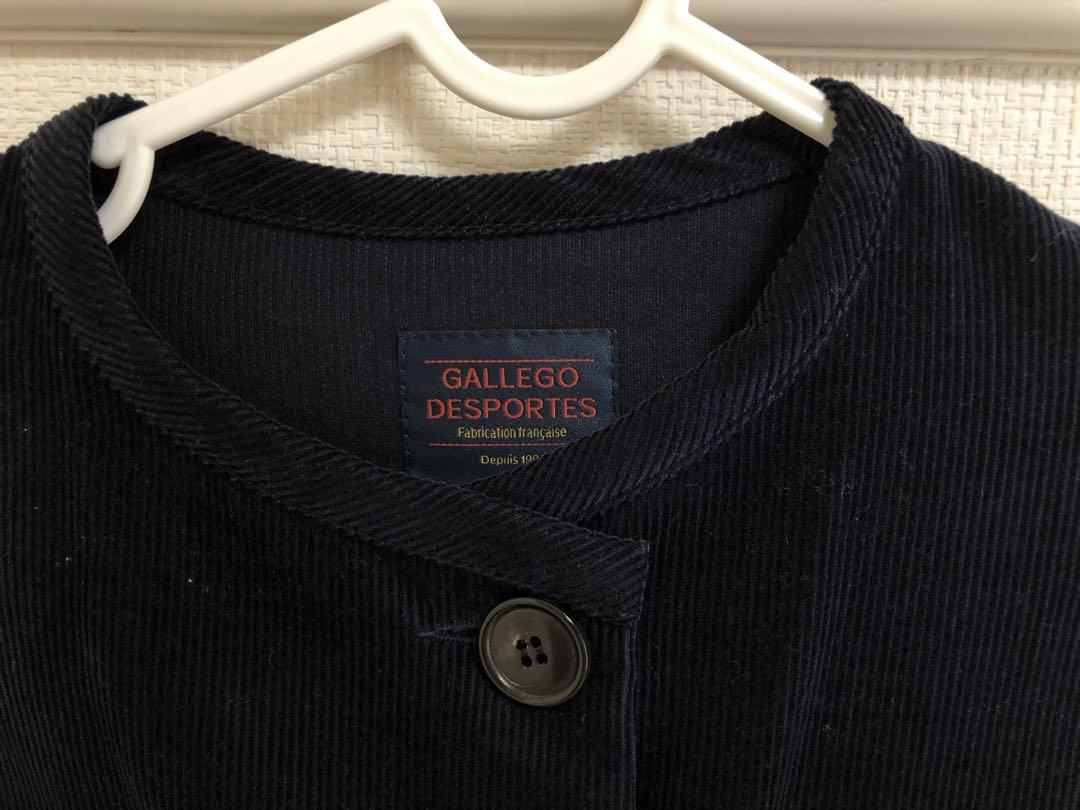 GALLEGO
DESPORTES
Fabrication française
Depuis